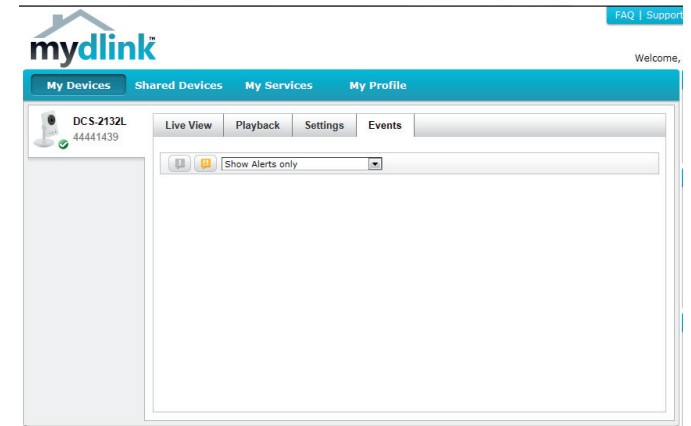 FAQ | Support
mydlink™
Welcome,
My Devices Shared Devices My Services My Profile
DCS-2132L
44441439
Live View Playback Settings Events
Show Alerts only